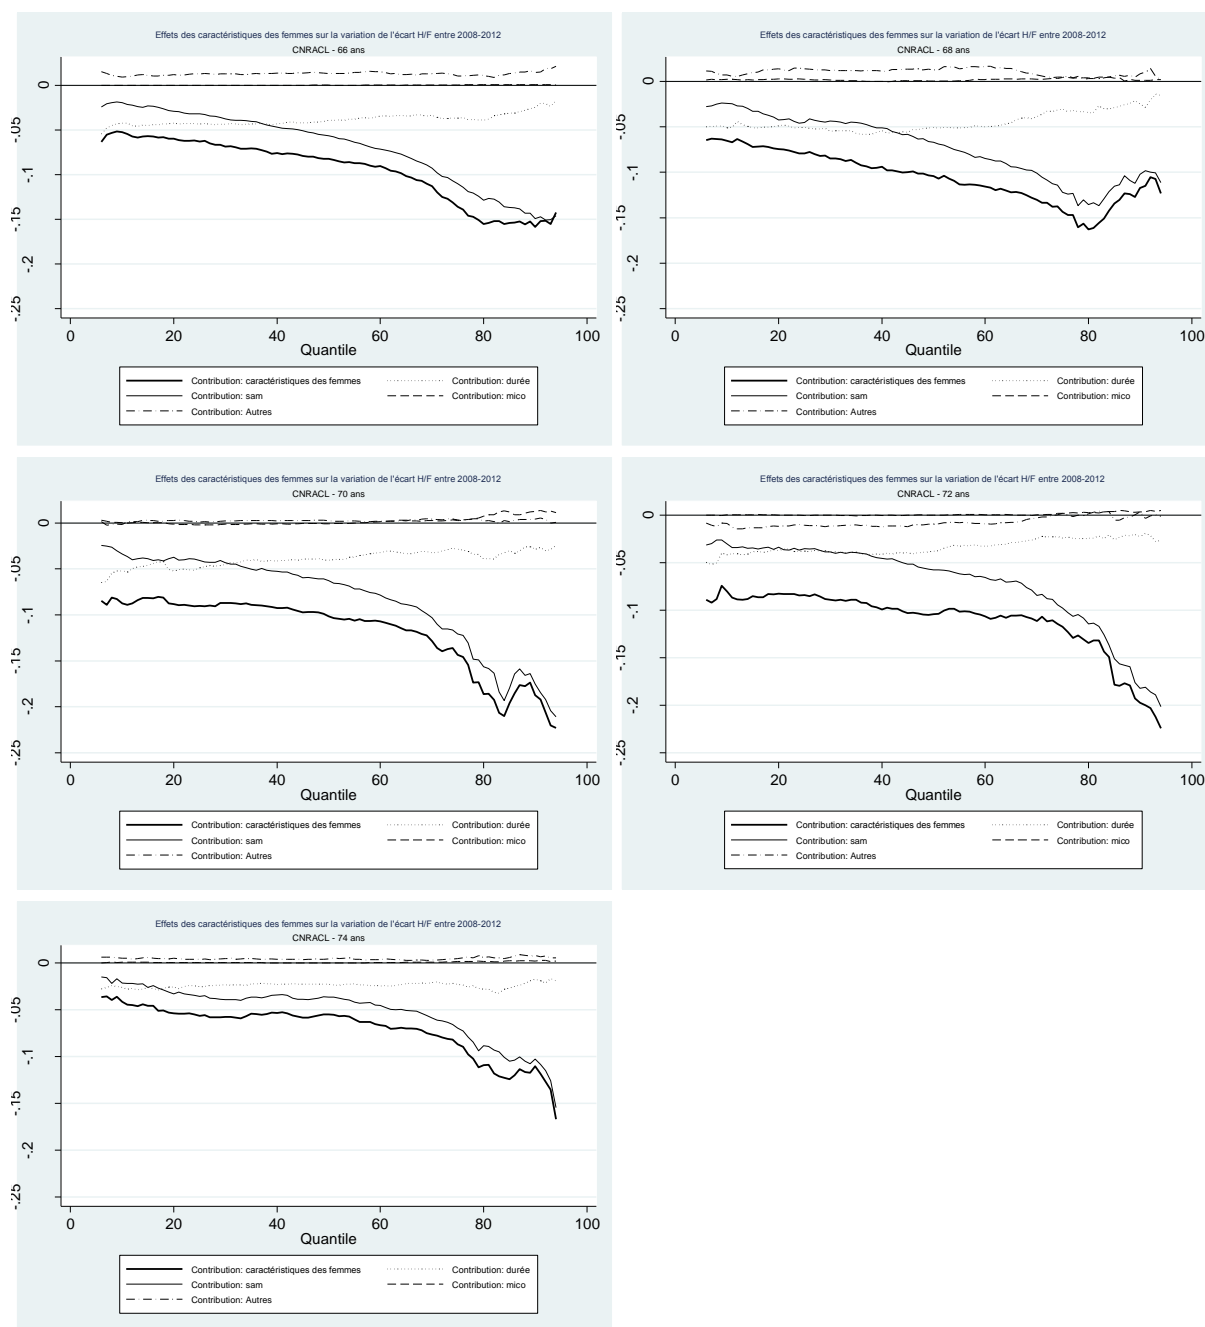 Effets des caractéristiques des femmes sur la variation de l'écart H/F entre 2008-2012
CNRACL - 66 ans
0
-.05
-.1
-.15
-.2
-.25
0 20 40 60 80 100
Quantile
Contribution: caractéristiques des femmes
Contribution: durée
Contribution: sam
Contribution: mico
Contribution: Autres
Effets des caractéristiques des femmes sur la variation de l'écart H/F entre 2008-2012
CNRACL - 68 ans
0
-.05
-.1
-.15
-.2
-.25
0 20 40 60 80 100
Quantile
Contribution: caractéristiques des femmes
Contribution: durée
Contribution: sam
Contribution: mico
Contribution: Autres
Effets des caractéristiques des femmes sur la variation de l'écart H/F entre 2008-2012
CNRACL - 70 ans
0
-.05
-.1
-.15
-.2
-.25
0 20 40 60 80 100
Quantile
Contribution: caractéristiques des femmes
Contribution: durée
Contribution: sam
Contribution: mico
Contribution: Autres
Effets des caractéristiques des femmes sur la variation de l'écart H/F entre 2008-2012
CNRACL - 72 ans
0
-.05
-.1
-.15
-.2
-.25
0 20 40 60 80 100
Quantile
Contribution: caractéristiques des femmes
Contribution: durée
Contribution: sam
Contribution: mico
Contribution: Autres
Effets des caractéristiques des femmes sur la variation de l'écart H/F entre 2008-2012
CNRACL - 74 ans
0
-.05
-.1
-.15
-.2
-.25
0 20 40 60 80 100
Quantile
Contribution: caractéristiques des femmes
Contribution: durée
Contribution: sam
Contribution: mico
Contribution: Autres